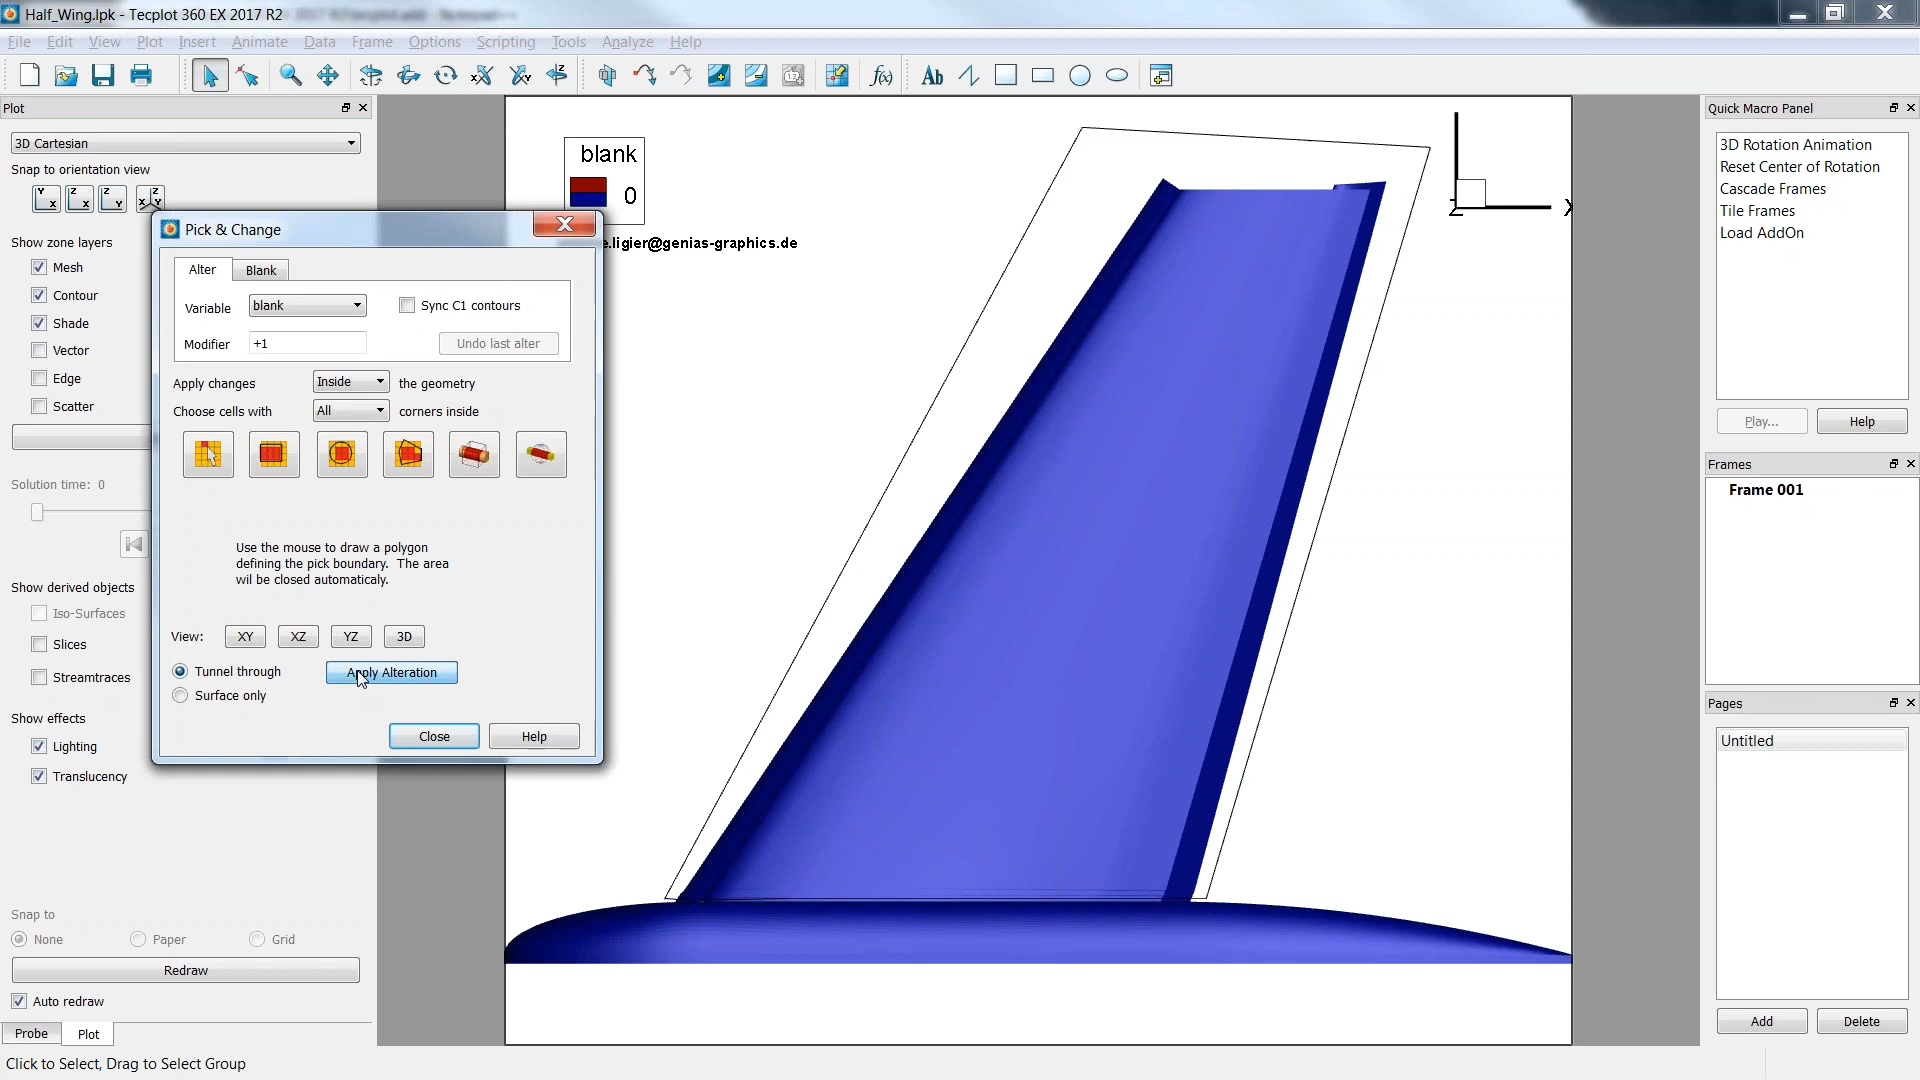 Half_Wing.lpk - Tecplot 360 EX 2017 R2
File Edit View Plot Insert Animate Data Frame Options Scripting Tools Analyze Help
Plot
3D Cartesian
Snap to orientation view
Show zone layers
Mesh
Contour
Shade
Vector
Edge
Scatter
Solution time: 0
Show derived objects
Iso-Surfaces
Slices
Streamtraces
Show effects
Lighting
Translucency
Snap to
None Paper Grid
Redraw
Auto redraw
Probe Plot
Click to Select, Drag to Select Group
Pick & Change
Alter Blank
Variable blank Sync C1 contours
Modifier +1 Undo last alter
Apply changes Inside the geometry
Choose cells with All corners inside
Use the mouse to draw a polygon
defining the pick boundary. The area
wil be closed automaticaly.
View: XY XZ YZ 3D
Tunnel through Apply Alteration
Surface only
Close Help
blank
0
e.ligier@genias-graphics.de
Z X
Quick Macro Panel
3D Rotation Animation
Reset Center of Rotation
Cascade Frames
Tile Frames
Load AddOn
Play... Help
Frames
Frame 001
Pages
Untitled
Add Delete